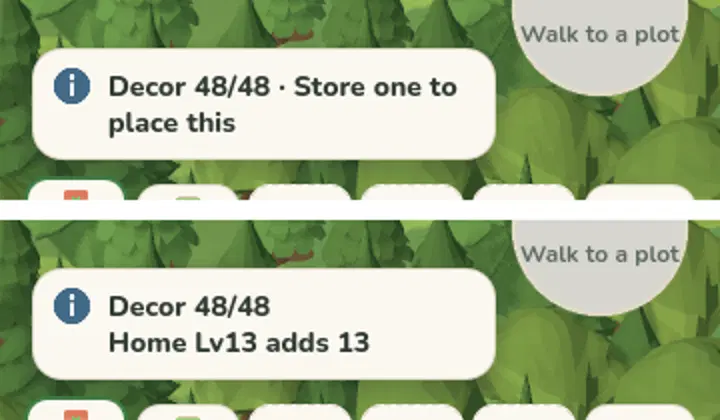 Walk to a plot
Decor 48/48 · Store one to
place this
Walk to a plot
Decor 48/48
Home Lv13 adds 13